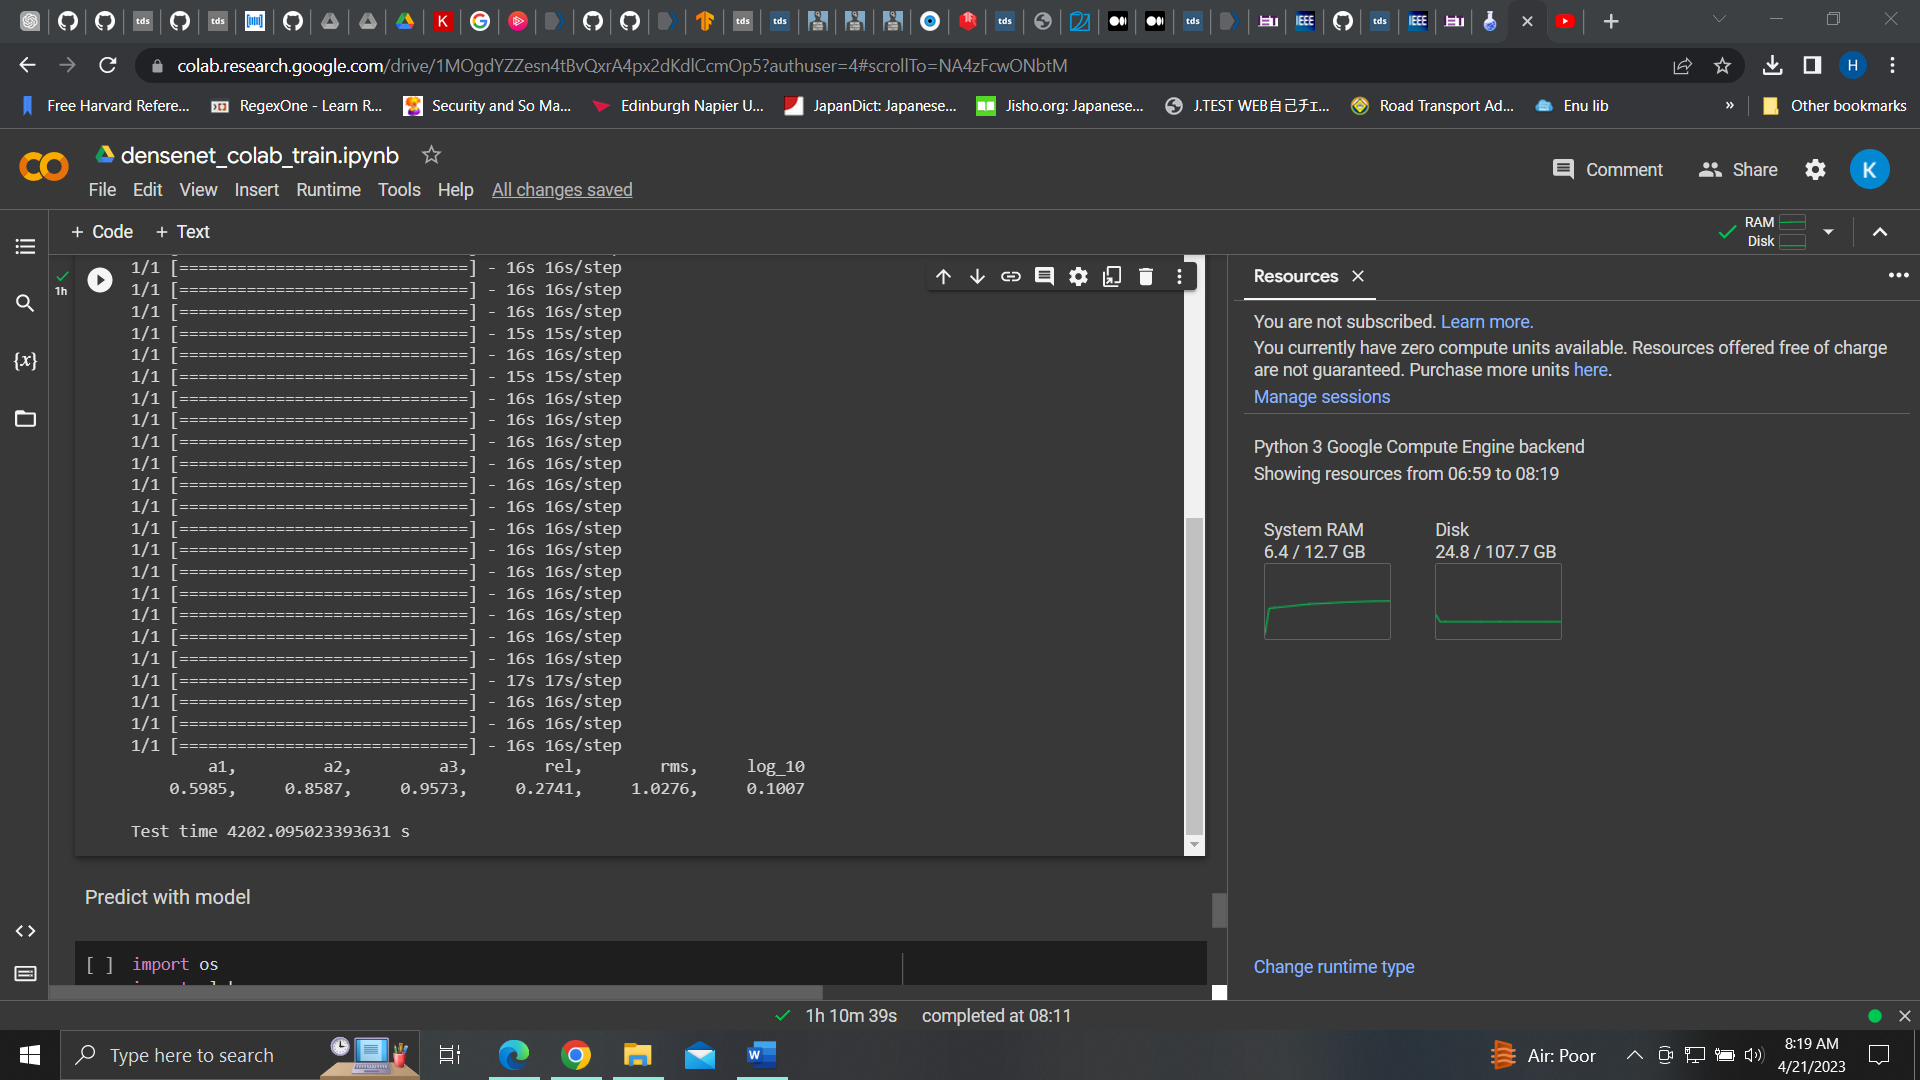 colab.research.google.com/drive/1MOgdYZZesn4tBvQxrA4px2dKdlCcmOp5?authuser=4#scrollTo=NA4zFcwONbtM
H
Free Harvard Refere... RegexOne - Learn R... Security and So Ma... Edinburgh Napier U... JapanDict: Japanese... Jisho.org: Japanese... J.TEST WEB自己チェ... Road Transport Ad... Enu lib » Other bookmarks
densenet_colab_train.ipynb
Comment Share K
File Edit View Insert Runtime Tools Help All changes saved
+ Code + Text
RAM
Disk
1h
1/1 [==============================] - 16s 16s/step
1/1 [==============================] - 16s 16s/step
1/1 [==============================] - 16s 16s/step
1/1 [==============================] - 15s 15s/step
1/1 [==============================] - 16s 16s/step
1/1 [==============================] - 15s 15s/step
1/1 [==============================] - 16s 16s/step
1/1 [==============================] - 16s 16s/step
1/1 [==============================] - 16s 16s/step
1/1 [==============================] - 16s 16s/step
1/1 [==============================] - 16s 16s/step
1/1 [==============================] - 16s 16s/step
1/1 [==============================] - 16s 16s/step
1/1 [==============================] - 16s 16s/step
1/1 [==============================] - 16s 16s/step
1/1 [==============================] - 16s 16s/step
1/1 [==============================] - 16s 16s/step
1/1 [==============================] - 16s 16s/step
1/1 [==============================] - 16s 16s/step
1/1 [==============================] - 17s 17s/step
1/1 [==============================] - 16s 16s/step
1/1 [==============================] - 16s 16s/step
1/1 [==============================] - 16s 16s/step
a1, a2, a3, rel, rms, log_10
0.5985, 0.8587, 0.9573, 0.2741, 1.0276, 0.1007
Test time 4202.095023393631 s
Predict with model
[ ] import os
Resources
You are not subscribed. Learn more.
You currently have zero compute units available. Resources offered free of charge
are not guaranteed. Purchase more units here.
Manage sessions
Python 3 Google Compute Engine backend
Showing resources from 06:59 to 08:19
System RAM Disk
6.4 / 12.7 GB 24.8 / 107.7 GB
Change runtime type
1h 10m 39s completed at 08:11
Type here to search
Air: Poor
8:19 AM
4/21/2023